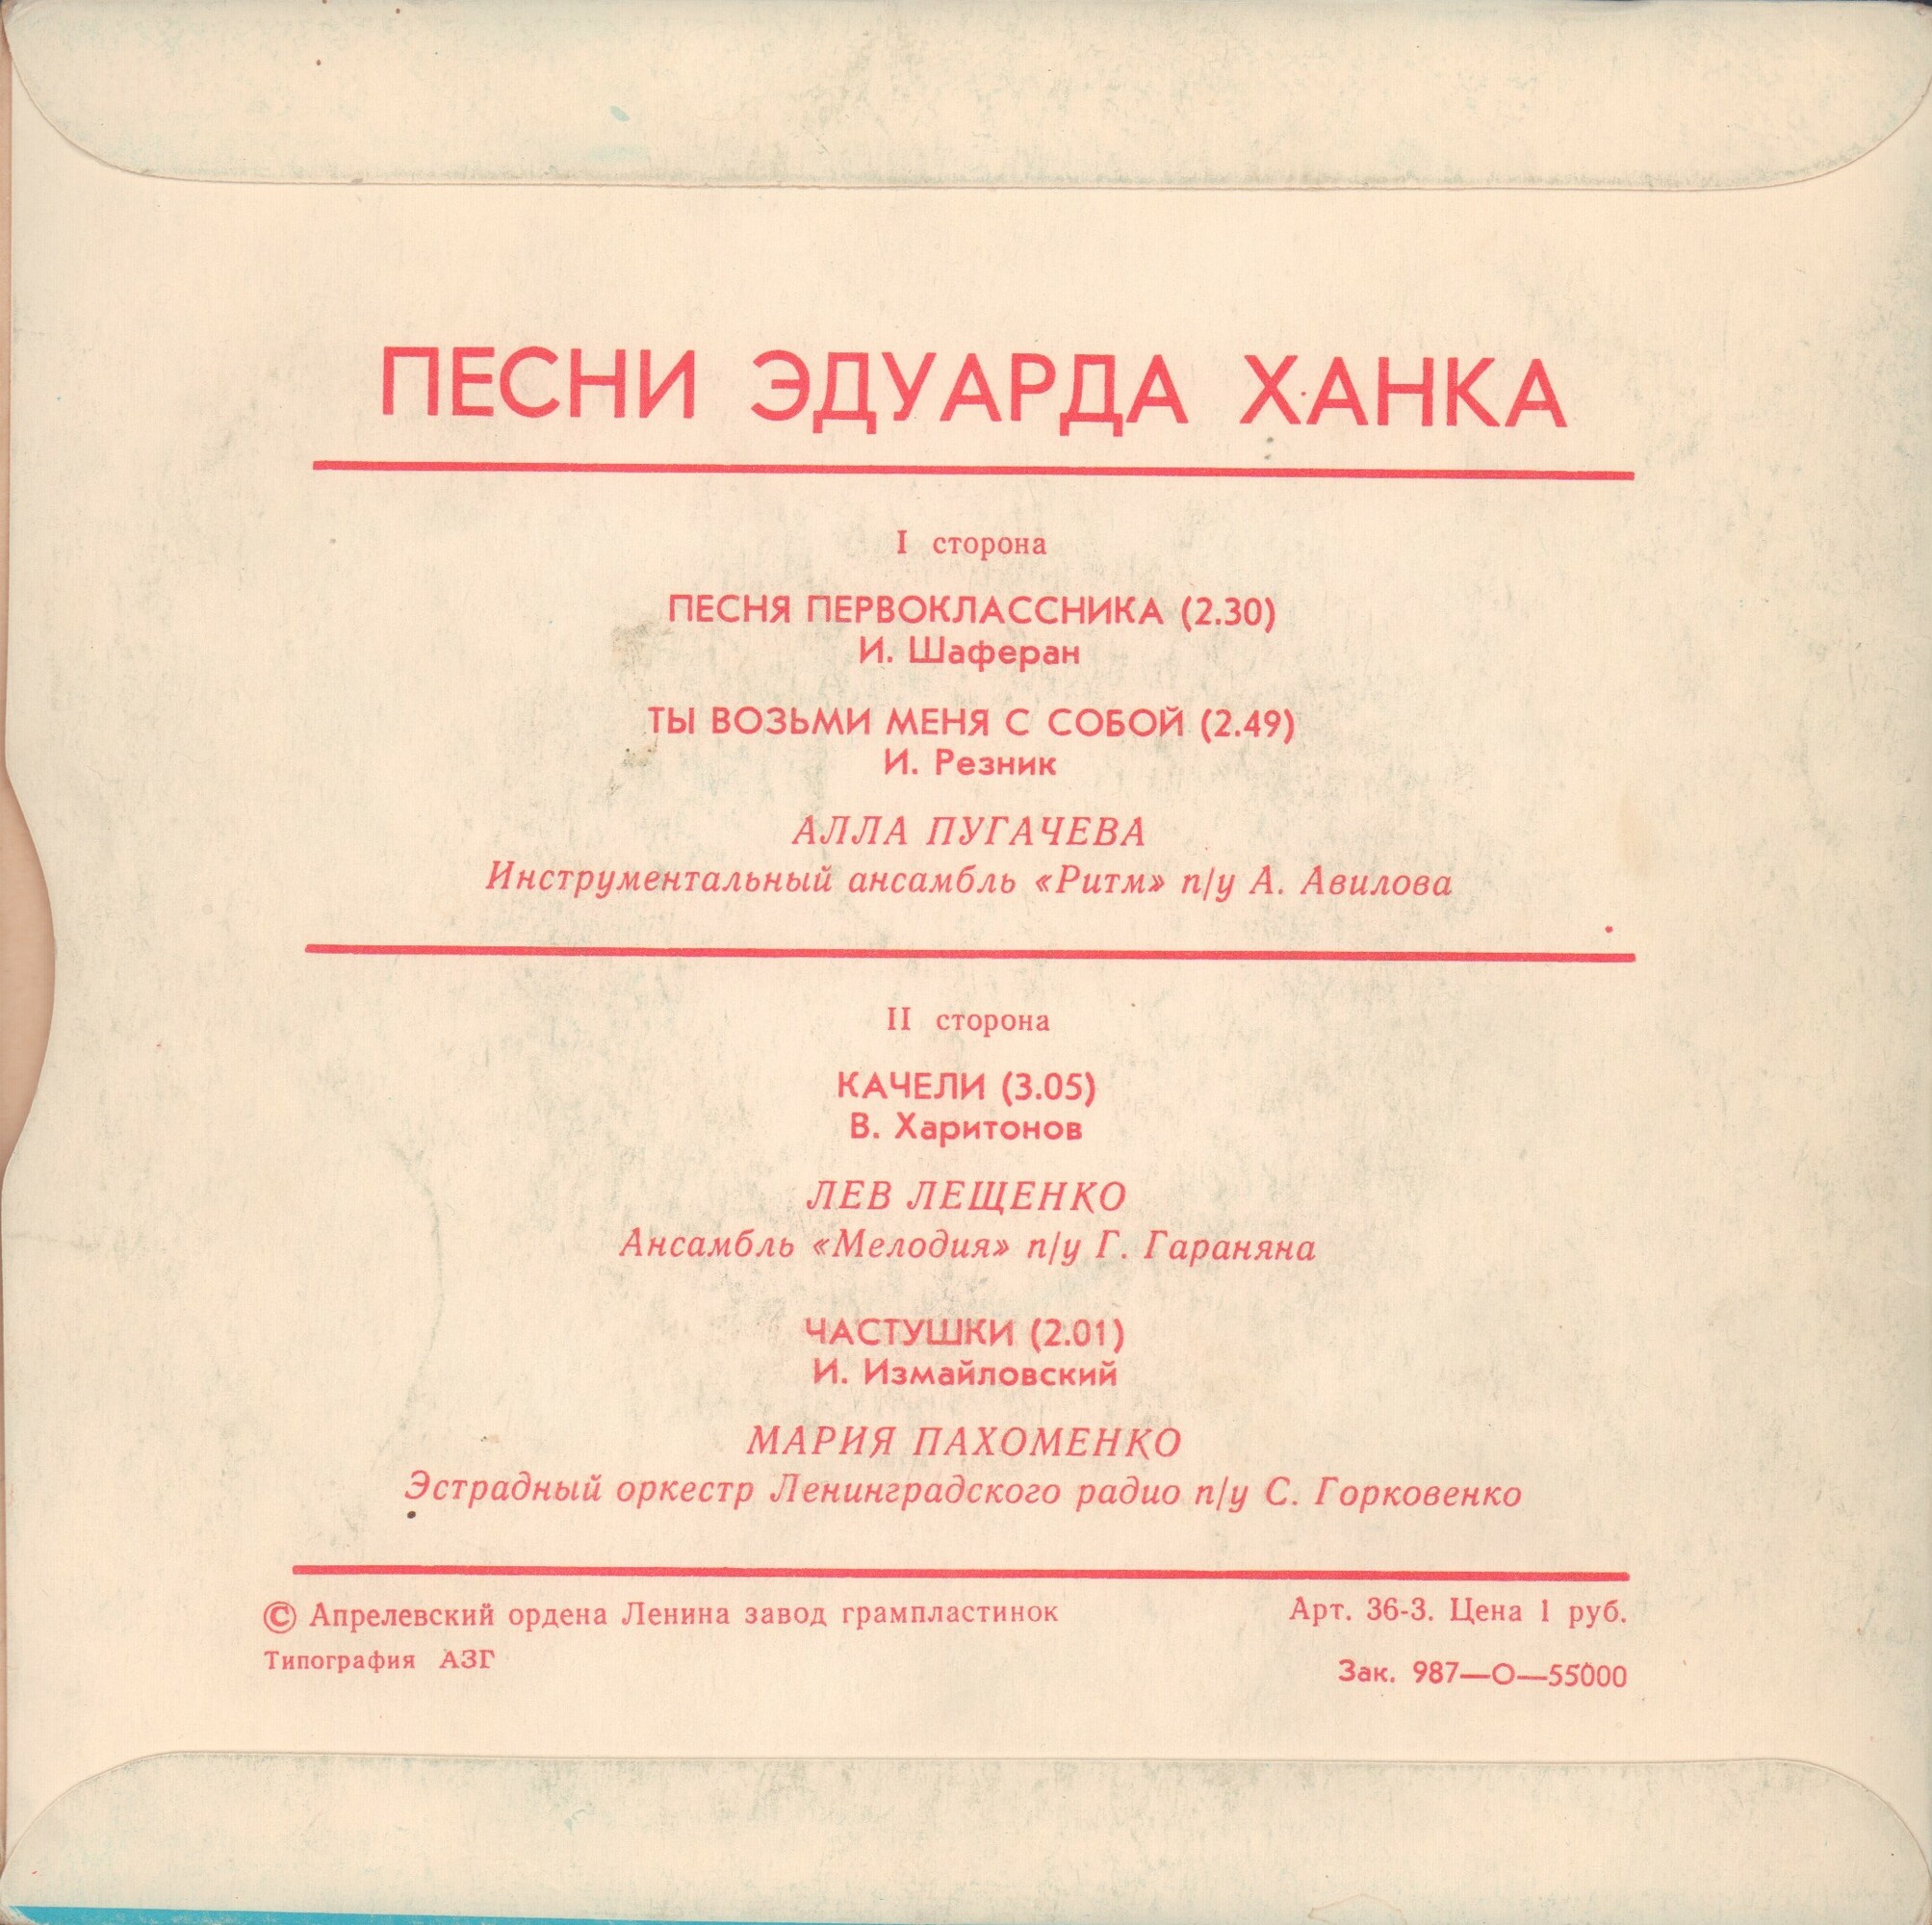 ПЕСНИ ЭДУАРДА ХАНКА
I сторона
ПЕСНЯ ПЕРВОКЛАССНИКА (2.30)
И. Шаферан
ТЫ ВОЗЬМИ МЕНЯ С СОБОЙ (2.49)
И. Резник
АЛЛА ПУГАЧЕВА
Инструментальный ансамбль «Ритм» п/у А. Авилова
II сторона
КАЧЕЛИ (3.05)
В. Харитонов
ЛЕВ ЛЕЩЕНКО
Ансамбль «Мелодия» п/у Г. Гараняна
ЧАСТУШКИ (2.01)
И. Измайловский
МАРИЯ ПАХОМЕНКО
Эстрадный оркестр Ленинградского радио п/у С. Горковенко
© Апрелевский ордена Ленина завод грампластинок
Арт. 36-3. Цена 1 руб.
Типография АЗГ
Зак. 987—О—55000